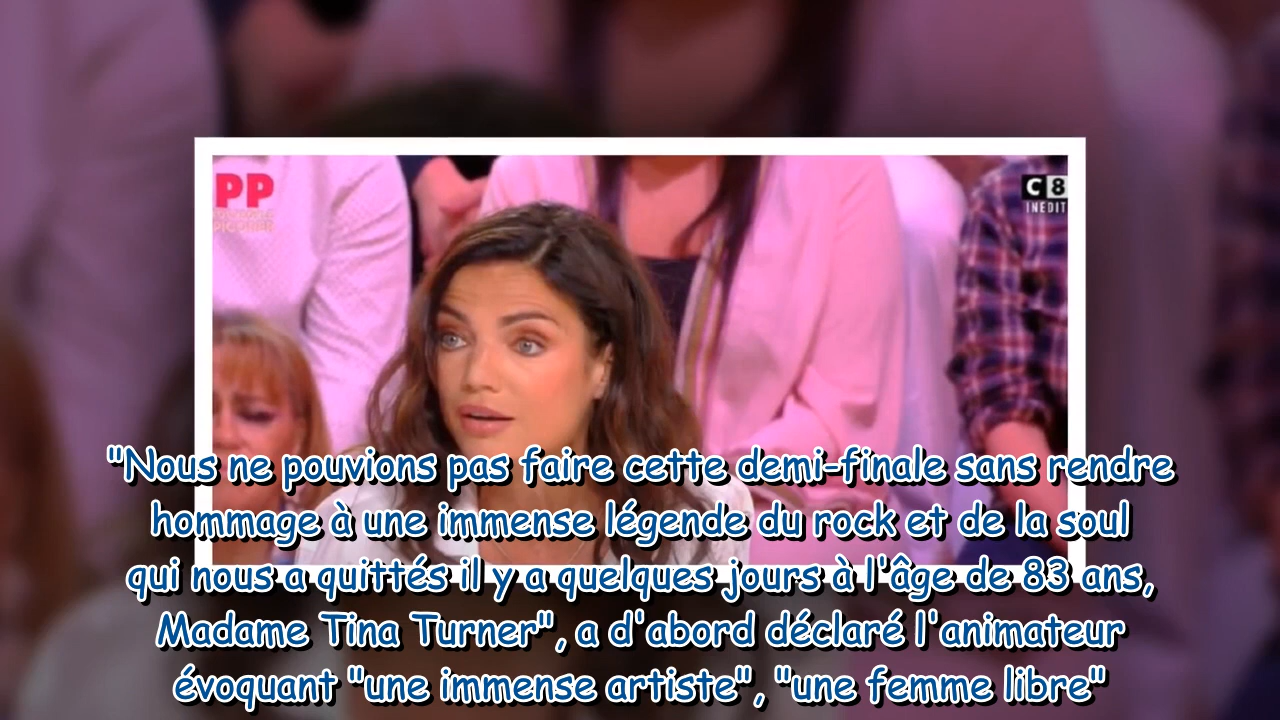 PP
C8
INEDIT
"Nous ne pouvions pas faire cette demi-finale sans rendre
hommage à une immense légende du rock et de la soul
qui nous a quittés il y a quelques jours à l'âge de 83 ans,
Madame Tina Turner", a d'abord déclaré l'animateur
évoquant "une immense artiste", "une femme libre"